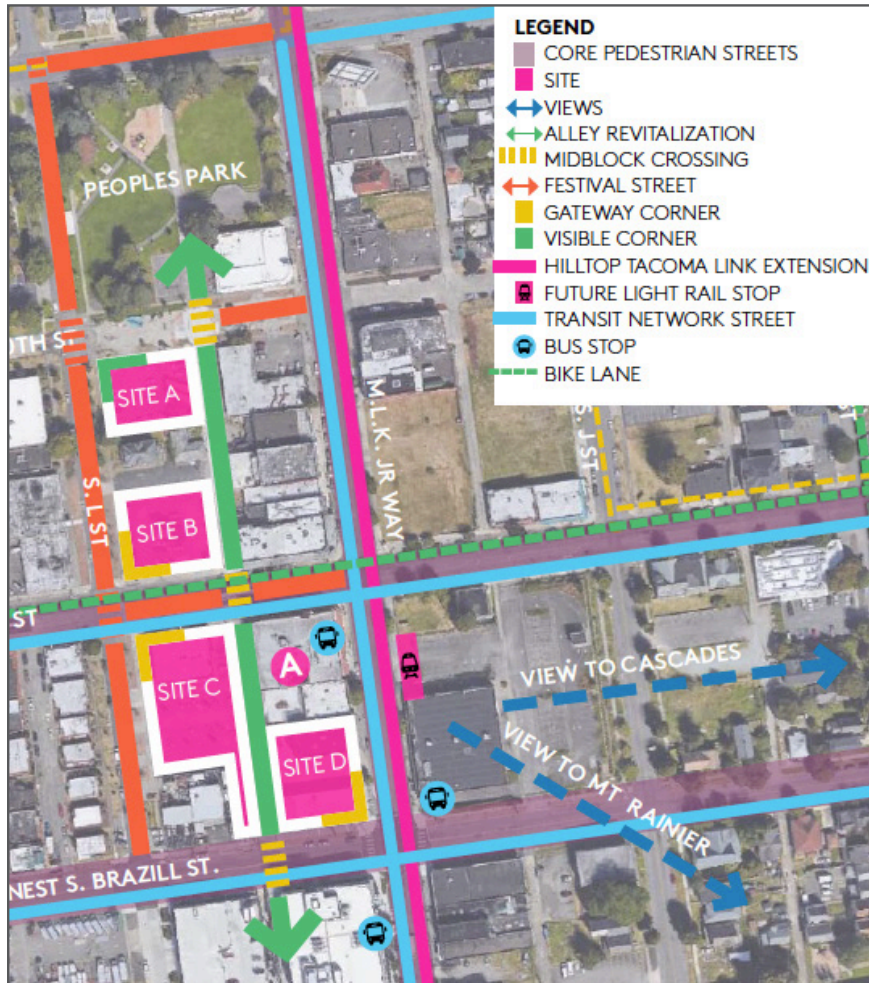 LEGEND
CORE PEDESTRIAN STREETS
SITE
VIEWS
ALLEY REVITALIZATION
MIDBLOCK CROSSING
FESTIVAL STREET
GATEWAY CORNER
VISIBLE CORNER
HILLTOP TACOMA LINK EXTENSION
FUTURE LIGHT RAIL STOP
TRANSIT NETWORK STREET
BUS STOP
BIKE LANE
PEOPLES PARK
0TH S.
SITE A
M.L.K. JR WAY
S. J ST
ST
S. L ST
SITE B
ST
A
SITE C
VIEW TO CASCADES
SITE D
VIEW TO MT RAINIER
NEST S. BRAZILL ST.